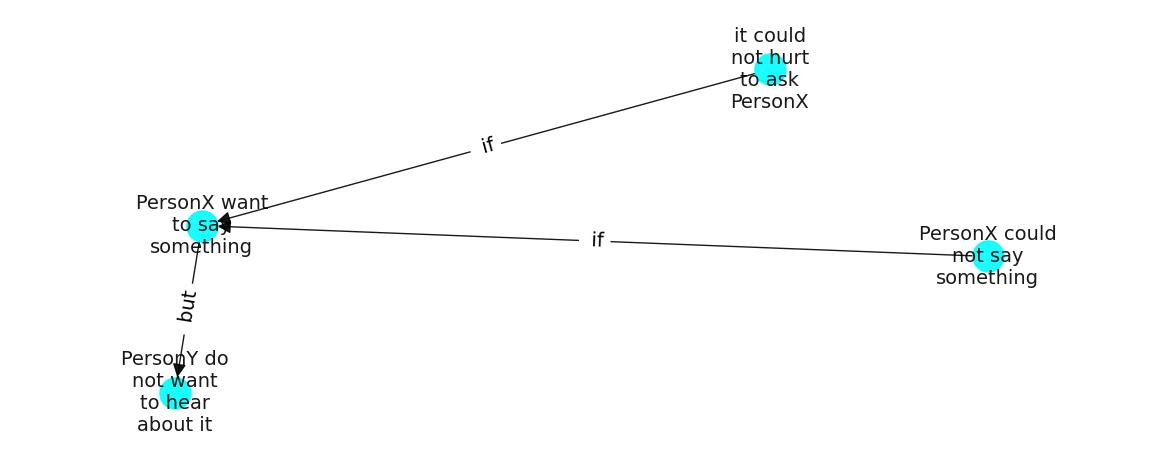 it could
not hurt
to ask
PersonX
if
PersonX want
to say
something
if
PersonX could
not say
something
but
PersonY do
not want
to hear
about it